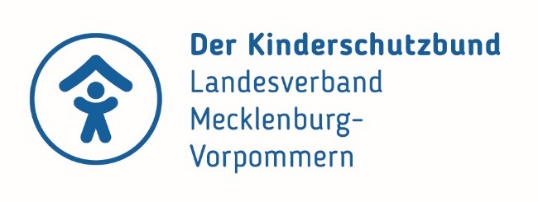 Der Kinderschutzbund
Landesverband
Mecklenburg-
Vorpommern